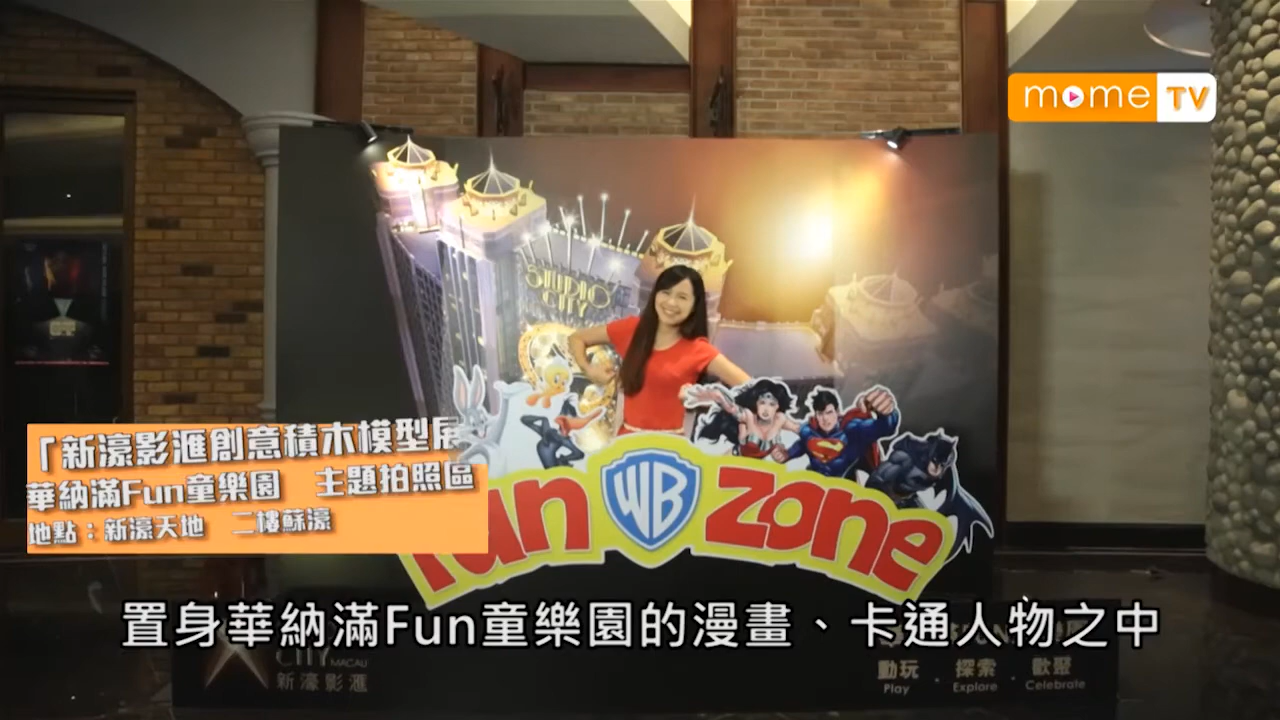 mome TV
STUDIO
CITY
「新濠影滙創意積木模型展
華納滿Fun童樂園 主題拍照區
地點：新濠天地 二樓蘇濠
fun WB zone
置身華納滿Fun童樂園的漫畫、卡通人物之中
CITY MACAU
新濠影滙
動玩 . 探索 . 歡聚
Play Explore Celebrate